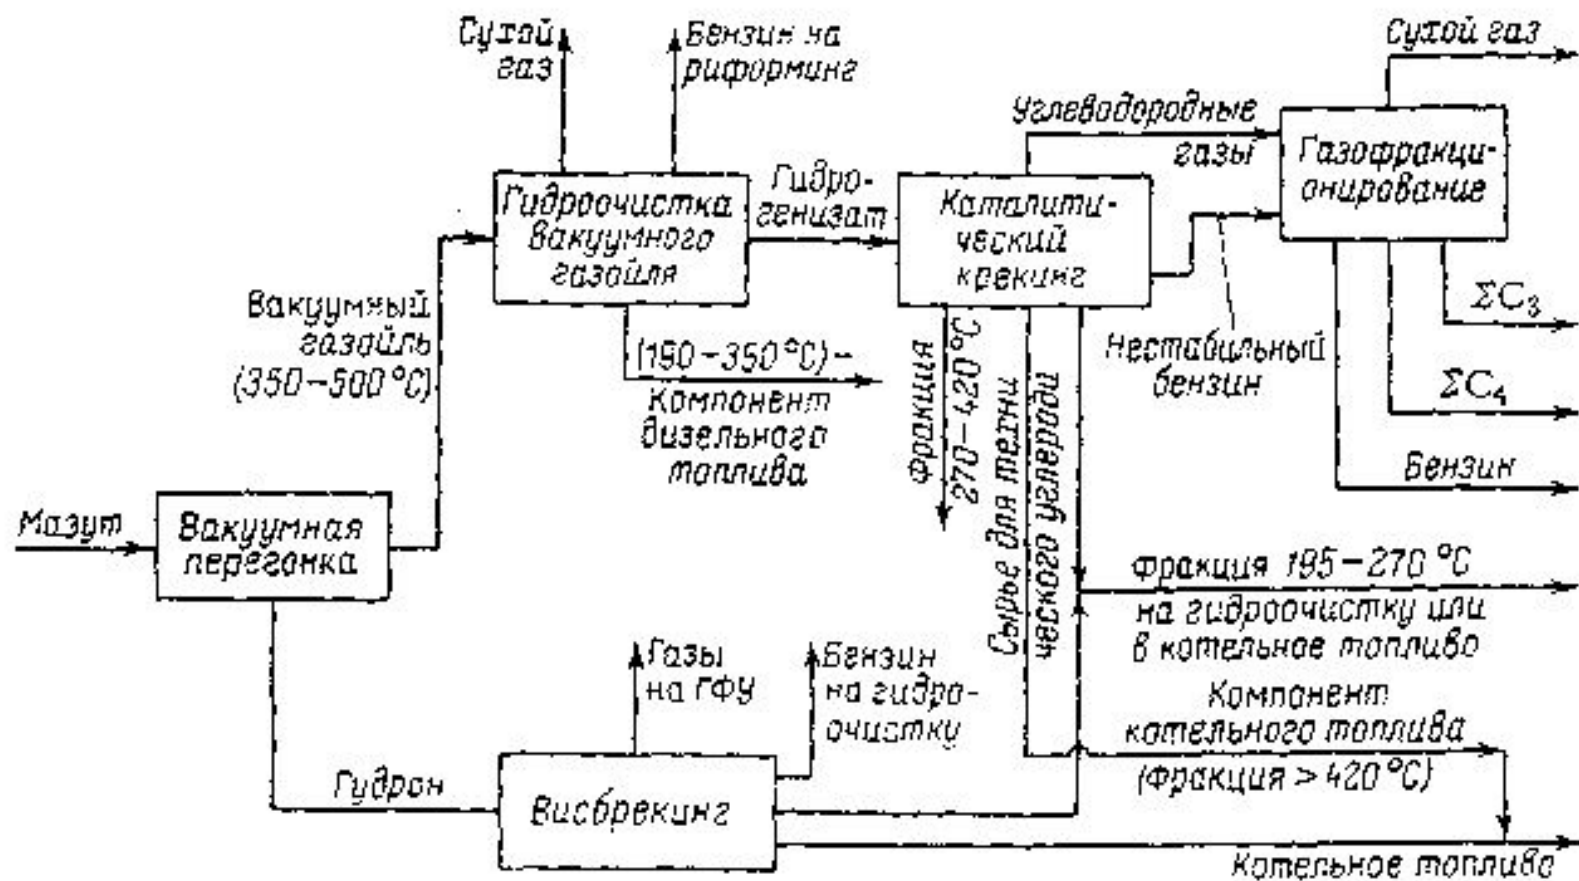 Сухой
газ
Бензин на
риформинг
Сухой газ
Углеводородные
газы
Газофракци-
онирование
Гидроочистка
вакуумного
газойля
Гидро-
генизат
Каталити-
ческий
крекинг
Вакуумный
газойль
(350–500°С)
(190–350°С)–
Компонент
дизельного
топлива
Фракция
270–420°С
Сырье для техни
ческого углерода
Нестабильный
бензин
ΣС₃
ΣС₄
Бензин
Мазут
Вакуумная
перегонка
Фракция 195–270 °С
на гидроочистку или
в котельное топливо
Газы
на ГФУ
Бензин
на гидро-
очистку
Компонент
котельного топлива
(Фракция > 420°С)
Гудрон
Висбрекинг
Котельное топливо